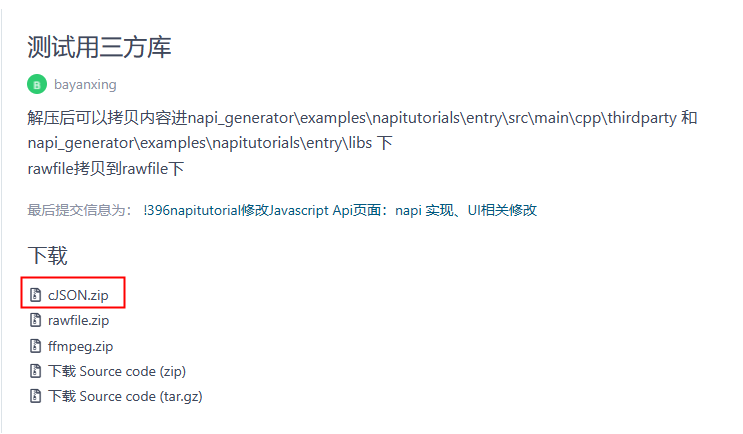 测试用三方库
B bayanxing
解压后可以拷贝内容进napi_generator\examples\napitutorials\entry\src\main\cpp\thirdparty 和
napi_generator\examples\napitutorials\entry\libs 下
rawfile拷贝到rawfile下
最后提交信息为： !396napitutorial修改Javascript Api页面：napi 实现、UI相关修改
下载
cJSON.zip
rawfile.zip
ffmpeg.zip
下载 Source code (zip)
下载 Source code (tar.gz)